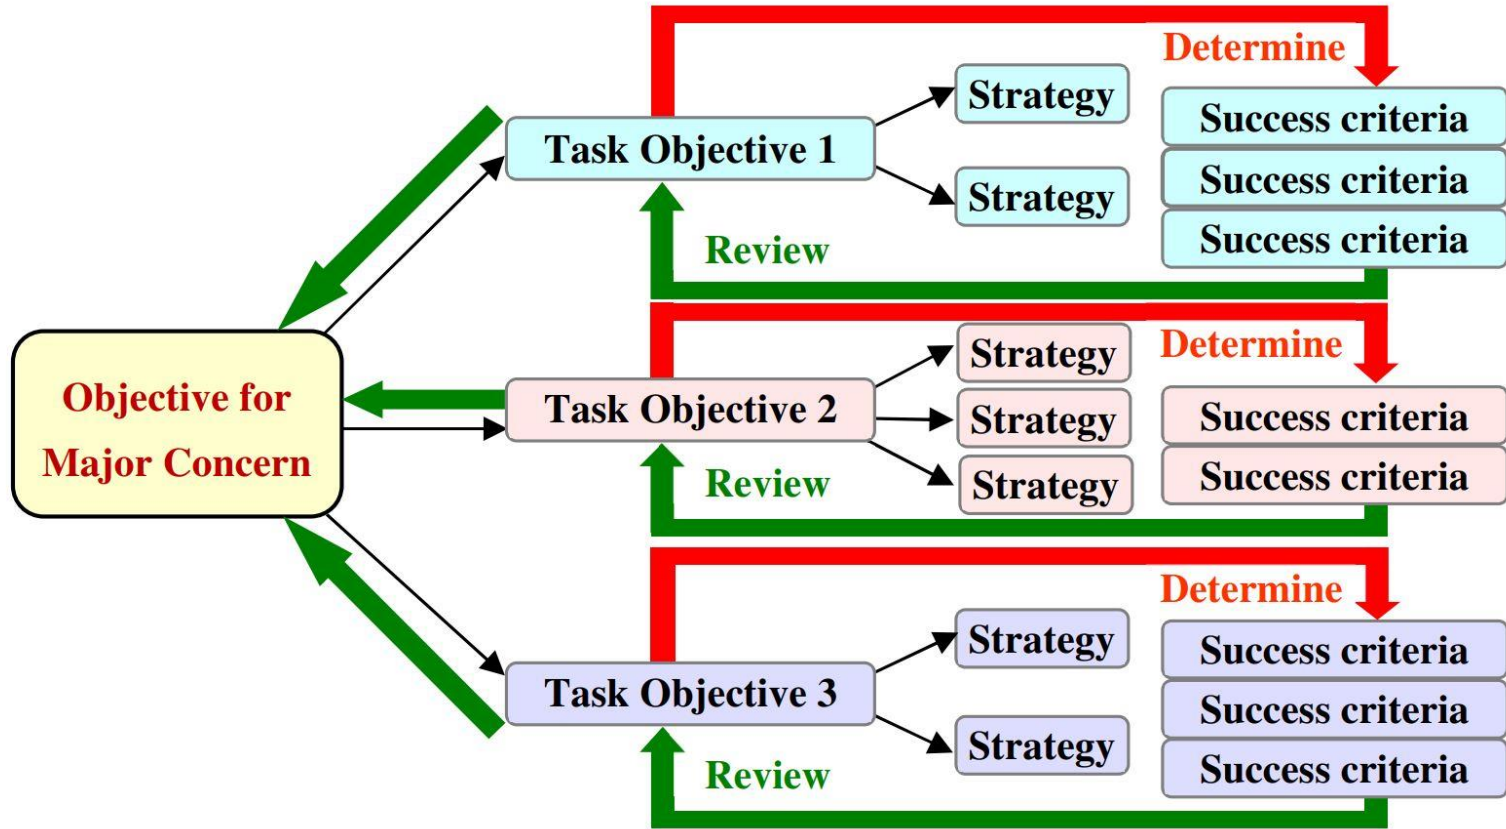 Determine
Strategy
Success criteria
Task Objective 1
Success criteria
Strategy
Success criteria
Review
Determine
Strategy
Objective for
Major Concern
Task Objective 2
Strategy
Success criteria
Strategy
Success criteria
Review
Determine
Strategy
Success criteria
Task Objective 3
Success criteria
Strategy
Success criteria
Review